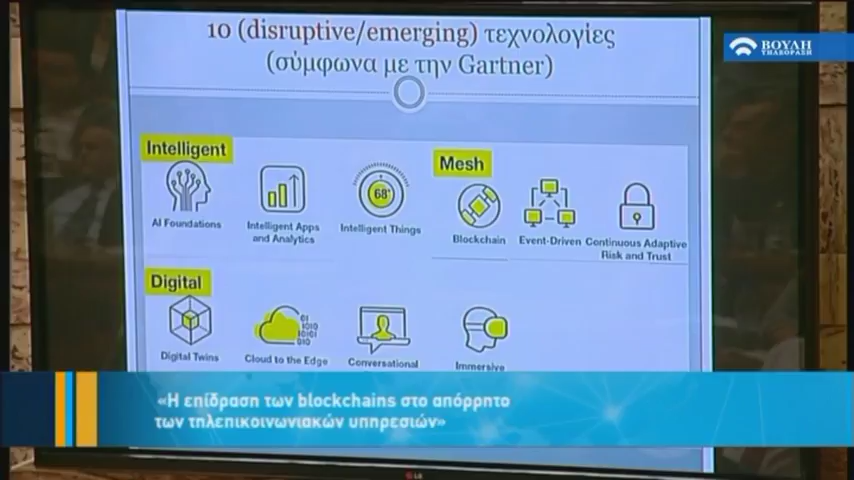 10 (disruptive/emerging) τεχνολογίες
(σύμφωνα με την Gartner)
ΒΟΥΛΗ
ΤΗΛΕΟΡΑΣΗ
Intelligent
AI Foundations
Intelligent Apps
and Analytics
68°
Intelligent Things
Mesh
Blockchain
Event-Driven
Continuous Adaptive
Risk and Trust
Digital
Digital Twins
Cloud to the Edge
Conversational
Immersive
«Η επίδραση των blockchains στο απόρρητο
των τηλεπικοινωνιακών υπηρεσιών»
LG